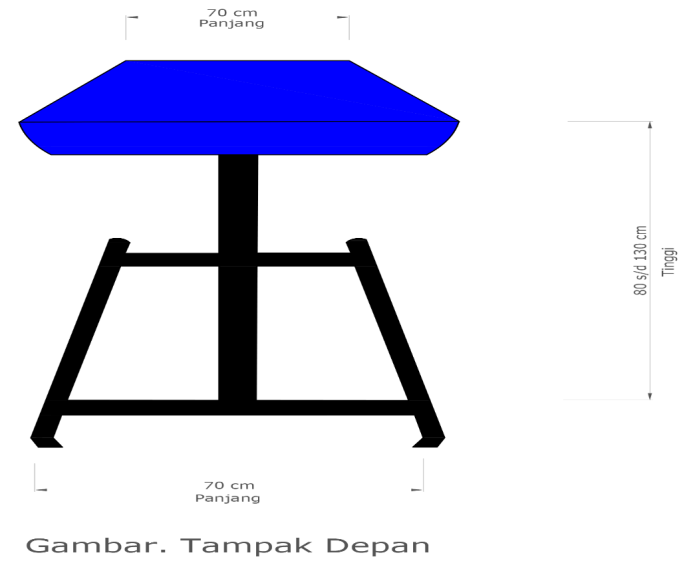 70 cm
Panjang
80 s/d 130 cm
Tinggi
70 cm
Panjang
Gambar. Tampak Depan